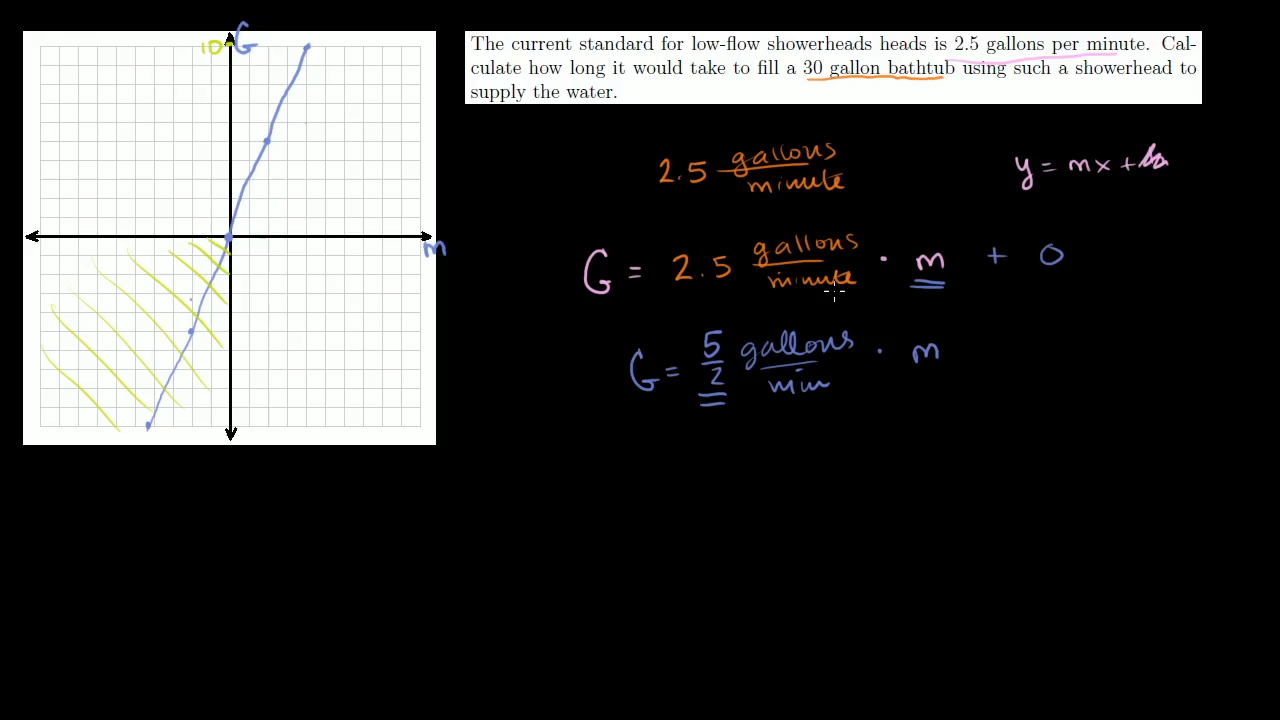 10 G
m
The current standard for low-flow showerheads heads is 2.5 gallons per minute. Cal-
culate how long it would take to fill a 30 gallon bathtub using such a showerhead to
supply the water.
2.5 gallons/minute
y = mx +
G = 2.5 gallons/minute · m + 0
G = 5/2 gallons/min · m